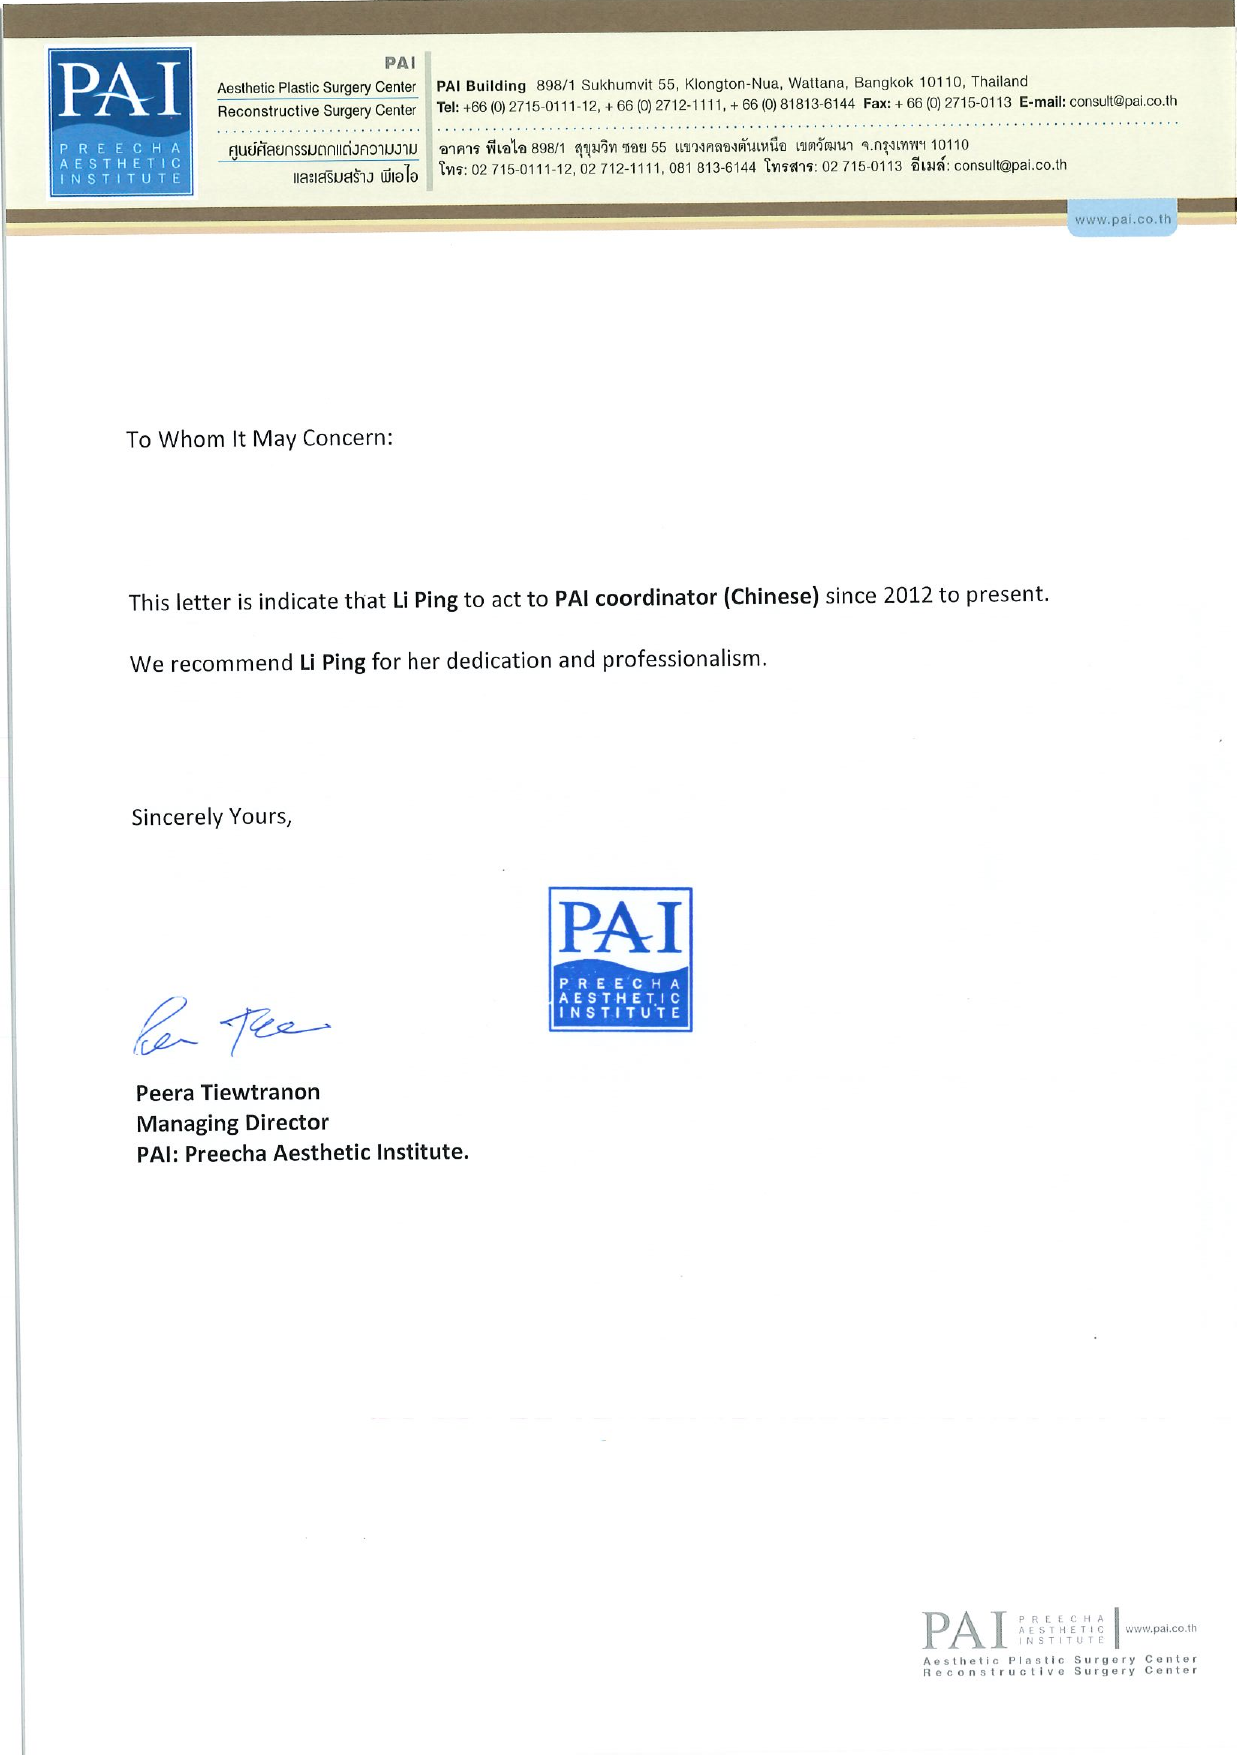 PAI
PREECHA
AESTHETIC
INSTITUTE
PAI
Aesthetic Plastic Surgery Center
Reconstructive Surgery Center
ศูนย์ศัลยกรรมตกแต่งความงาม
และเสริมสร้าง พีเอไอ
PAI Building 898/1 Sukhumvit 55, Klongton-Nua, Wattana, Bangkok 10110, Thailand
Tel: +66 (0) 2715-0111-12, + 66 (0) 2712-1111, + 66 (0) 81813-6144 Fax: + 66 (0) 2715-0113 E-mail: consult@pai.co.th
อาคาร พีเอไอ 898/1 สุขุมวิท ซอย 55 แขวงคลองตันเหนือ เขตวัฒนา จ.กรุงเทพฯ 10110
โทร: 02 715-0111-12, 02 712-1111, 081 813-6144 โทรสาร: 02 715-0113 อีเมล์: consult@pai.co.th
www.pai.co.th
To Whom It May Concern:
This letter is indicate that Li Ping to act to PAI coordinator (Chinese) since 2012 to present.
We recommend Li Ping for her dedication and professionalism.
Sincerely Yours,
PAI
PREECHA
AESTHETIC
INSTITUTE
Peera Tiewtranon
Managing Director
PAI: Preecha Aesthetic Institute.
PAI
PREECHA
AESTHETIC
INSTITUTE
www.pai.co.th
Aesthetic Plastic Surgery Center
Reconstructive Surgery Center